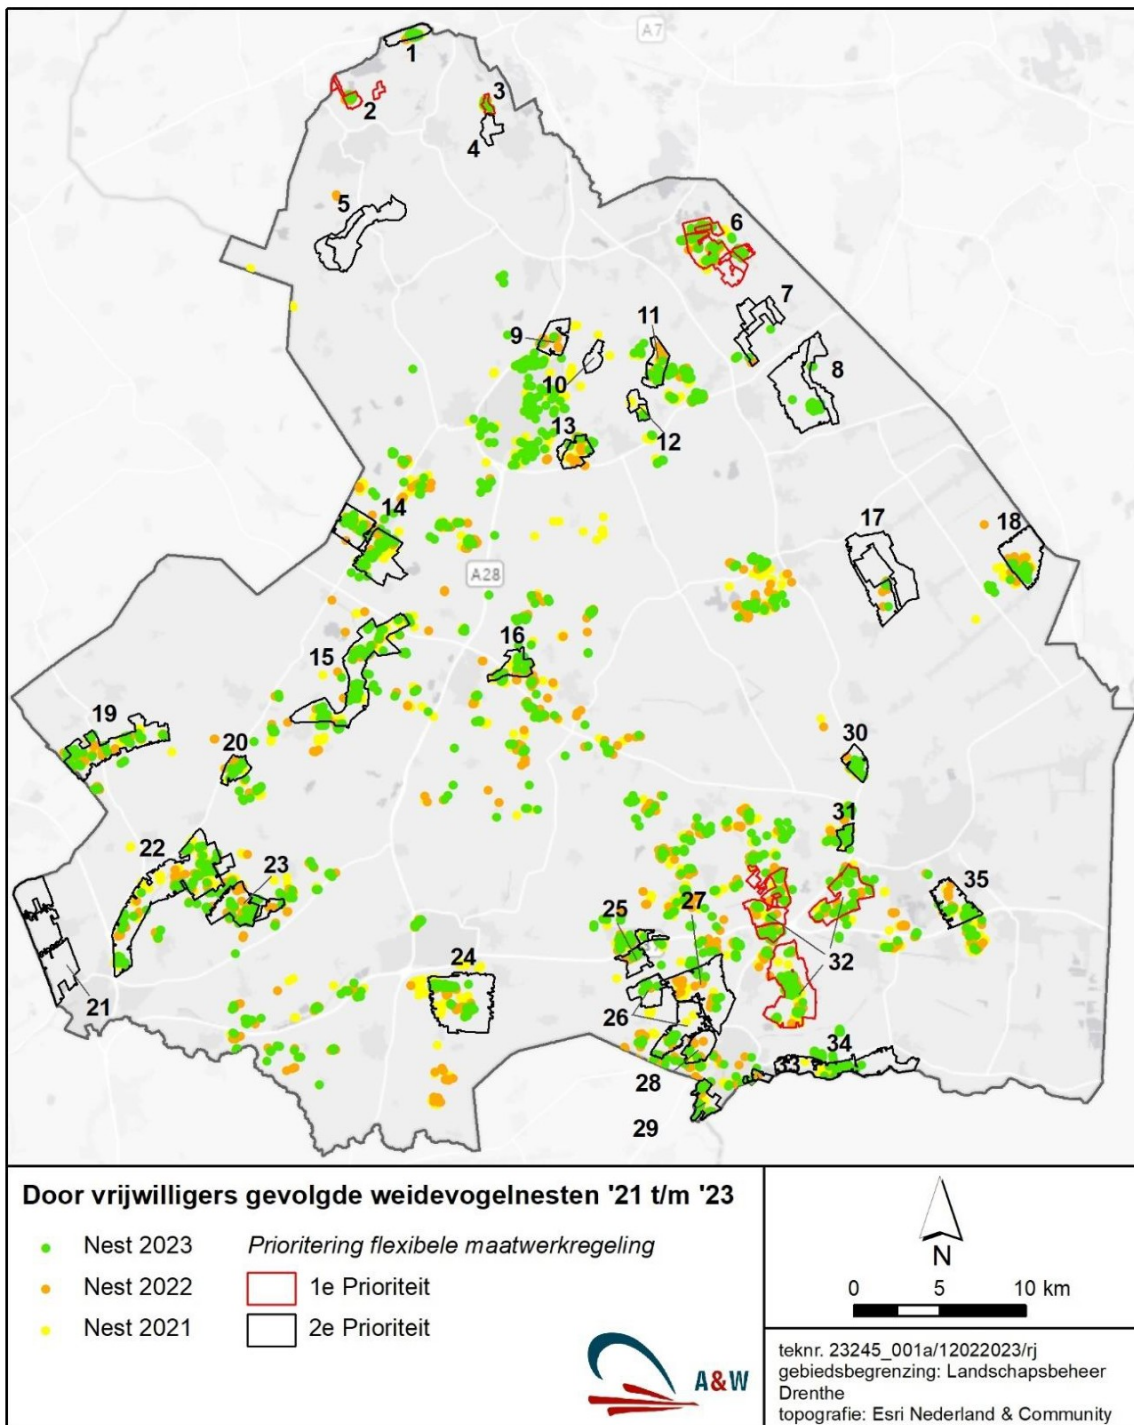 A7
1
2
3
4
5
6
7
8
9
10
11
12
13
14
A28
15
16
17
18
19
20
21
22
23
24
25
26
27
28
29
30
31
32
33
34
35
Door vrijwilligers gevolgde weidevogelnesten '21 t/m '23
Nest 2023
Prioritering flexibele maatwerkregeling
Nest 2022
1e Prioriteit
Nest 2021
2e Prioriteit
A&W
N
0 5 10 km
teknr. 23245_001a/12022023/rj
gebiedsbegrenzing: Landschapsbeheer
Drenthe
topografie: Esri Nederland & Community